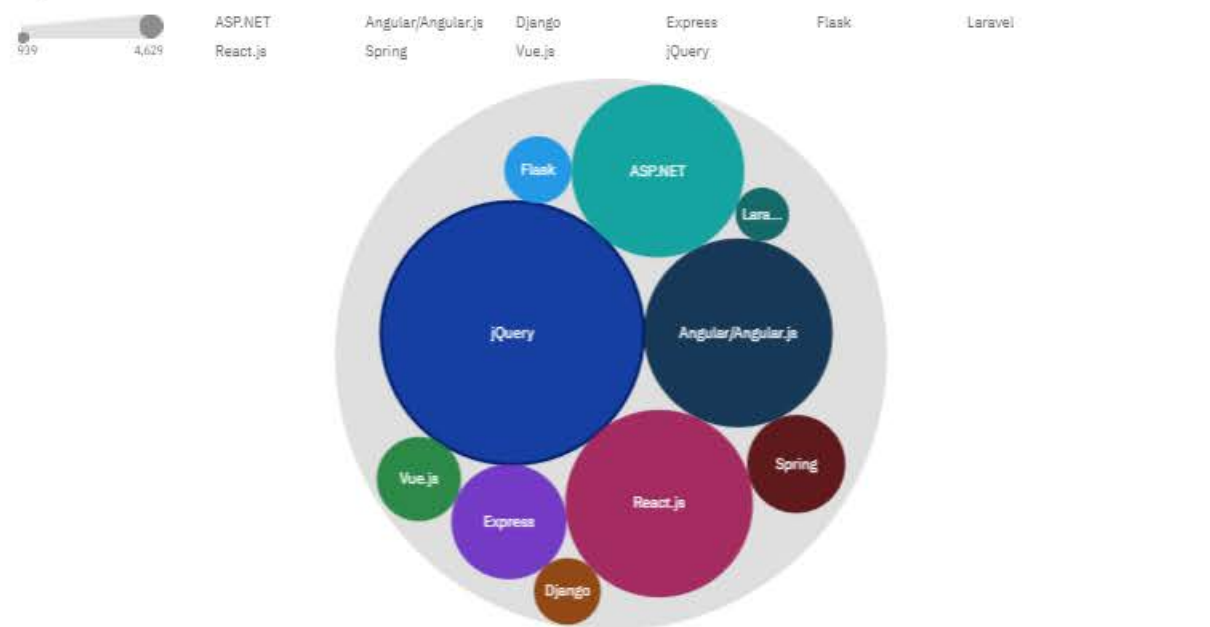 ASP.NET Angular/Angular.js Django Express Flask Laravel
939 4,629
React.js Spring Vue.js jQuery
Flask
ASP.NET
Lara...
jQuery
Angular/Angular.js
Spring
Vue.js
React.js
Express
Django